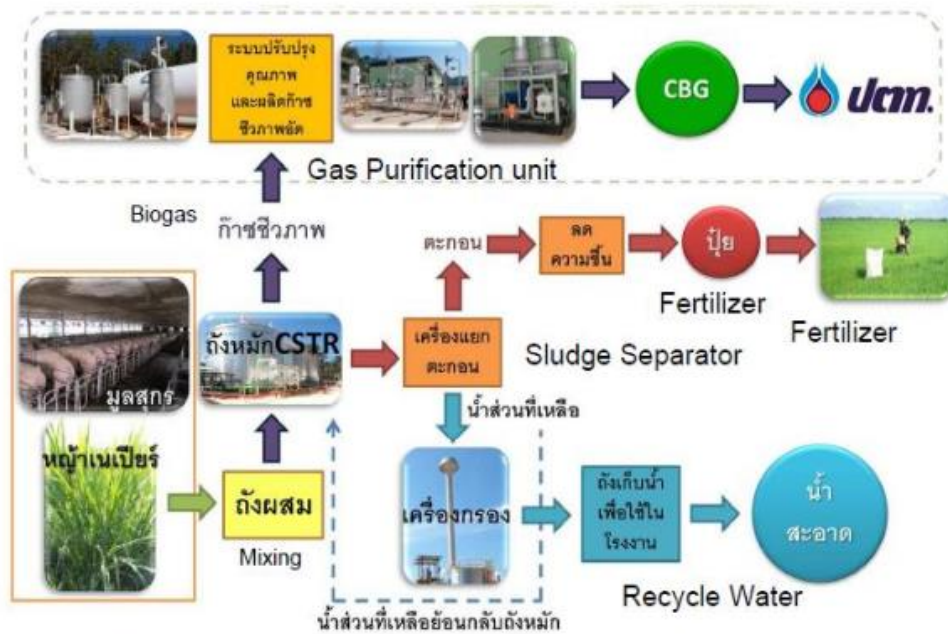 ระบบปรับปรุง
คุณภาพ
และผลิตก๊าซ
ชีวภาพอัด
CBG
ปตท.
Gas Purification unit
Biogas
ก๊าซชีวภาพ
ตะกอน
ลด
ความชื้น
ปุ๋ย
Fertilizer
Fertilizer
มูลสุกร
ถังหมักCSTR
เครื่องแยก
ตะกอน
Sludge Separator
น้ำส่วนที่เหลือ
หญ้าเนเปียร์
ถังผสม
Mixing
เครื่องกรอง
ถังเก็บน้ำ
เพื่อใช้ใน
โรงงาน
น้ำ
สะอาด
Recycle Water
น้ำส่วนที่เหลือย้อนกลับถังหมัก